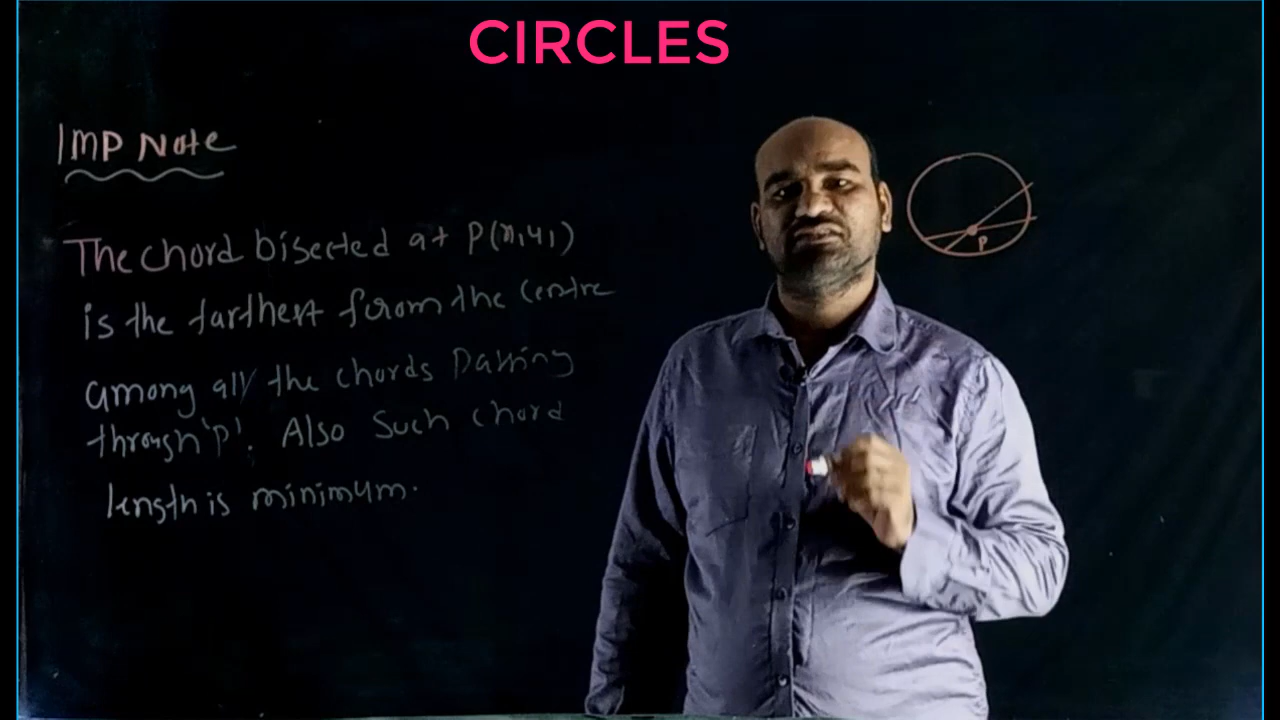 CIRCLES
IMP Note
The chord bisected at P(x1,y1)
is the farthest from the centre
among all the chords passing
through 'P'. Also such chord
length is minimum.
P